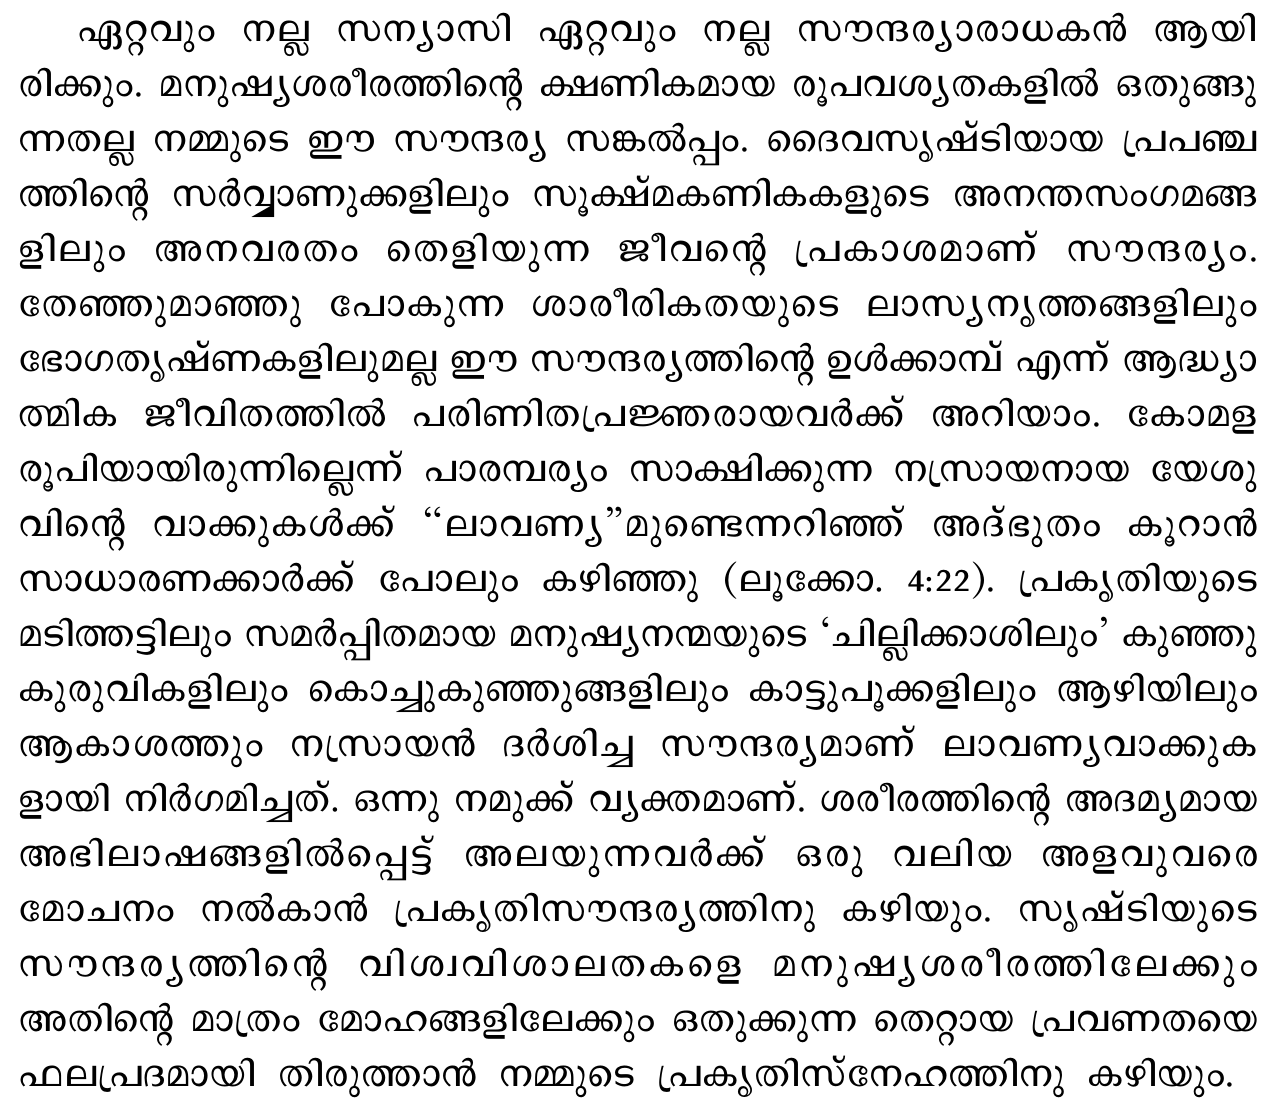 ഏറ്റവും നല്ല സന്യാസി ഏറ്റവും നല്ല സൗന്ദര്യാരാധകൻ ആയി
രിക്കും. മനുഷ്യശരീരത്തിന്റെ ക്ഷണികമായ രൂപവശ്യതകളിൽ ഒതുങ്ങു
ന്നതല്ല നമ്മുടെ ഈ സൗന്ദര്യ സങ്കൽപ്പം. ദൈവസൃഷ്ടിയായ പ്രപഞ്ച
ത്തിന്റെ സർവ്വാണുക്കളിലും സൂക്ഷ്മകണികകളുടെ അനന്തസംഗമങ്ങ
ളിലും അനവരതം തെളിയുന്ന ജീവന്റെ പ്രകാശമാണ് സൗന്ദര്യം.
തേഞ്ഞുമാഞ്ഞു പോകുന്ന ശാരീരികതയുടെ ലാസ്യനൃത്തങ്ങളിലും
ഭോഗതൃഷ്ണകളിലുമല്ല ഈ സൗന്ദര്യത്തിന്റെ ഉൾക്കാമ്പ് എന്ന് ആദ്ധ്യാ
ത്മിക ജീവിതത്തിൽ പരിണിതപ്രജ്ഞരായവർക്ക് അറിയാം. കോമള
രൂപിയായിരുന്നില്ലെന്ന് പാരമ്പര്യം സാക്ഷിക്കുന്ന നസ്രായനായ യേശു
വിന്റെ വാക്കുകൾക്ക് “ലാവണ്യ”മുണ്ടെന്നറിഞ്ഞ് അദ്ഭുതം കൂറാൻ
സാധാരണക്കാർക്ക് പോലും കഴിഞ്ഞു (ലൂക്കോ. 4:22). പ്രകൃതിയുടെ
മടിത്തട്ടിലും സമർപ്പിതമായ മനുഷ്യനന്മയുടെ ‘ചില്ലിക്കാശിലും’ കുഞ്ഞു
കുരുവികളിലും കൊച്ചുകുഞ്ഞുങ്ങളിലും കാട്ടുപൂക്കളിലും ആഴിയിലും
ആകാശത്തും നസ്രായൻ ദർശിച്ച സൗന്ദര്യമാണ് ലാവണ്യവാക്കുക
ളായി നിർഗമിച്ചത്. ഒന്നു നമുക്ക് വ്യക്തമാണ്. ശരീരത്തിന്റെ അദമ്യമായ
അഭിലാഷങ്ങളിൽപ്പെട്ട് അലയുന്നവർക്ക് ഒരു വലിയ അളവുവരെ
മോചനം നൽകാൻ പ്രകൃതിസൗന്ദര്യത്തിനു കഴിയും. സൃഷ്ടിയുടെ
സൗന്ദര്യത്തിന്റെ വിശ്വവിശാലതകളെ മനുഷ്യശരീരത്തിലേക്കും
അതിന്റെ മാത്രം മോഹങ്ങളിലേക്കും ഒതുക്കുന്ന തെറ്റായ പ്രവണതയെ
ഫലപ്രദമായി തിരുത്താൻ നമ്മുടെ പ്രകൃതിസ്നേഹത്തിനു കഴിയും.